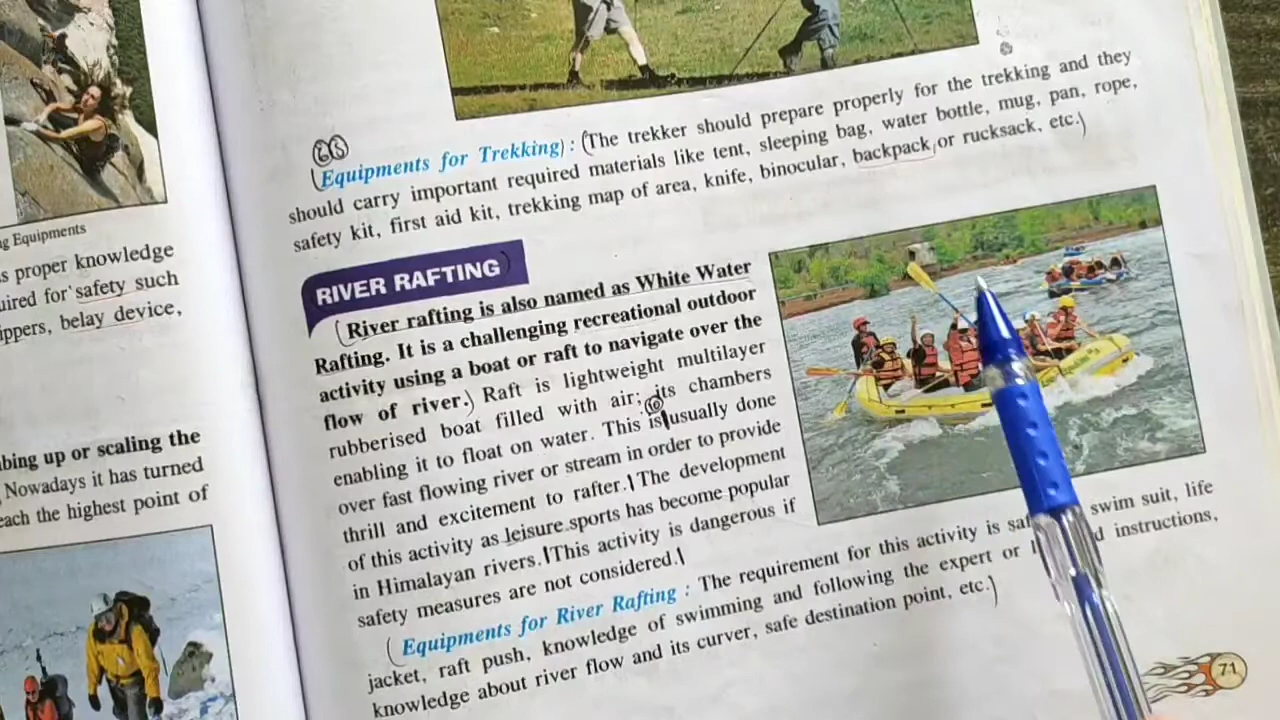 ng Equipments
s proper knowledge
uired for safety such
ippers, belay device,
bing up or scaling the
Nowadays it has turned
each the highest point of
Equipments for Trekking) : (The trekker should prepare properly for the trekking and they
should carry important required materials like tent, sleeping bag, water bottle, mug, pan, rope,
safety kit, first aid kit, trekking map of area, knife, binocular, backpack or rucksack, etc.)
RIVER RAFTING
(River rafting is also named as White Water
Rafting. It is a challenging recreational outdoor
activity using a boat or raft to navigate over the
flow of river.) Raft is lightweight multilayer
rubberised boat filled with air; its chambers
enabling it to float on water. This is usually done
over fast flowing river or stream in order to provide
thrill and excitement to rafter. The development
of this activity as leisure sports has become popular
in Himalayan rivers. This activity is dangerous if
safety measures are not considered.
(Equipments for River Rafting : The requirement for this activity is swim suit, life
jacket, raft push, knowledge of swimming and following the expert or instructions,
knowledge about river flow and its curver, safe destination point, etc.)
71